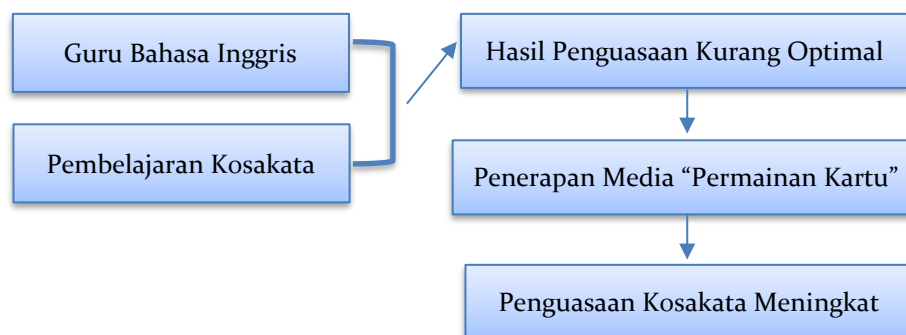 Guru Bahasa Inggris
Pembelajaran Kosakata
Hasil Penguasaan Kurang Optimal
Penerapan Media “Permainan Kartu”
Penguasaan Kosakata Meningkat